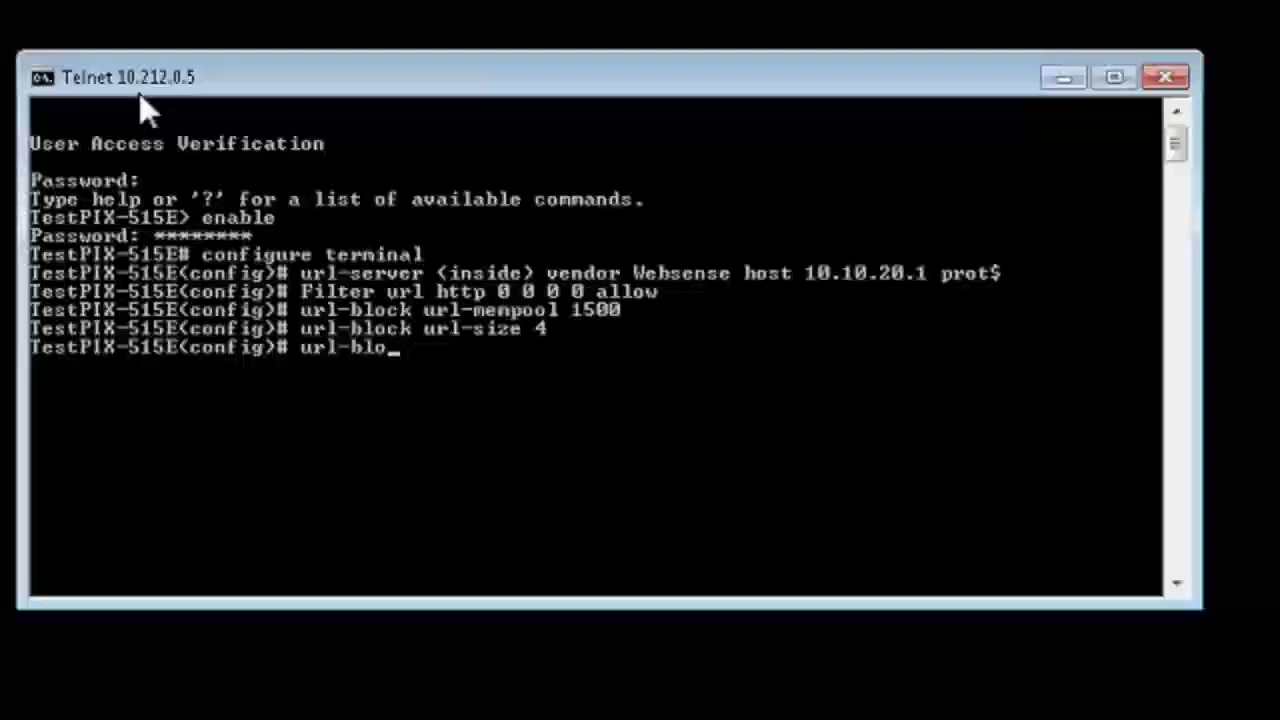 Telnet 10.212.0.5
User Access Verification
Password:
Type help or '?' for a list of available commands.
TestPIX-515E> enable
Password: ********
TestPIX-515E# configure terminal
TestPIX-515E(config)# url-server (inside) vendor Websense host 10.10.20.1 prot$
TestPIX-515E(config)# Filter url http 0 0 0 0 allow
TestPIX-515E(config)# url-block url-mempool 1500
TestPIX-515E(config)# url-block url-size 4
TestPIX-515E(config)# url-blo_